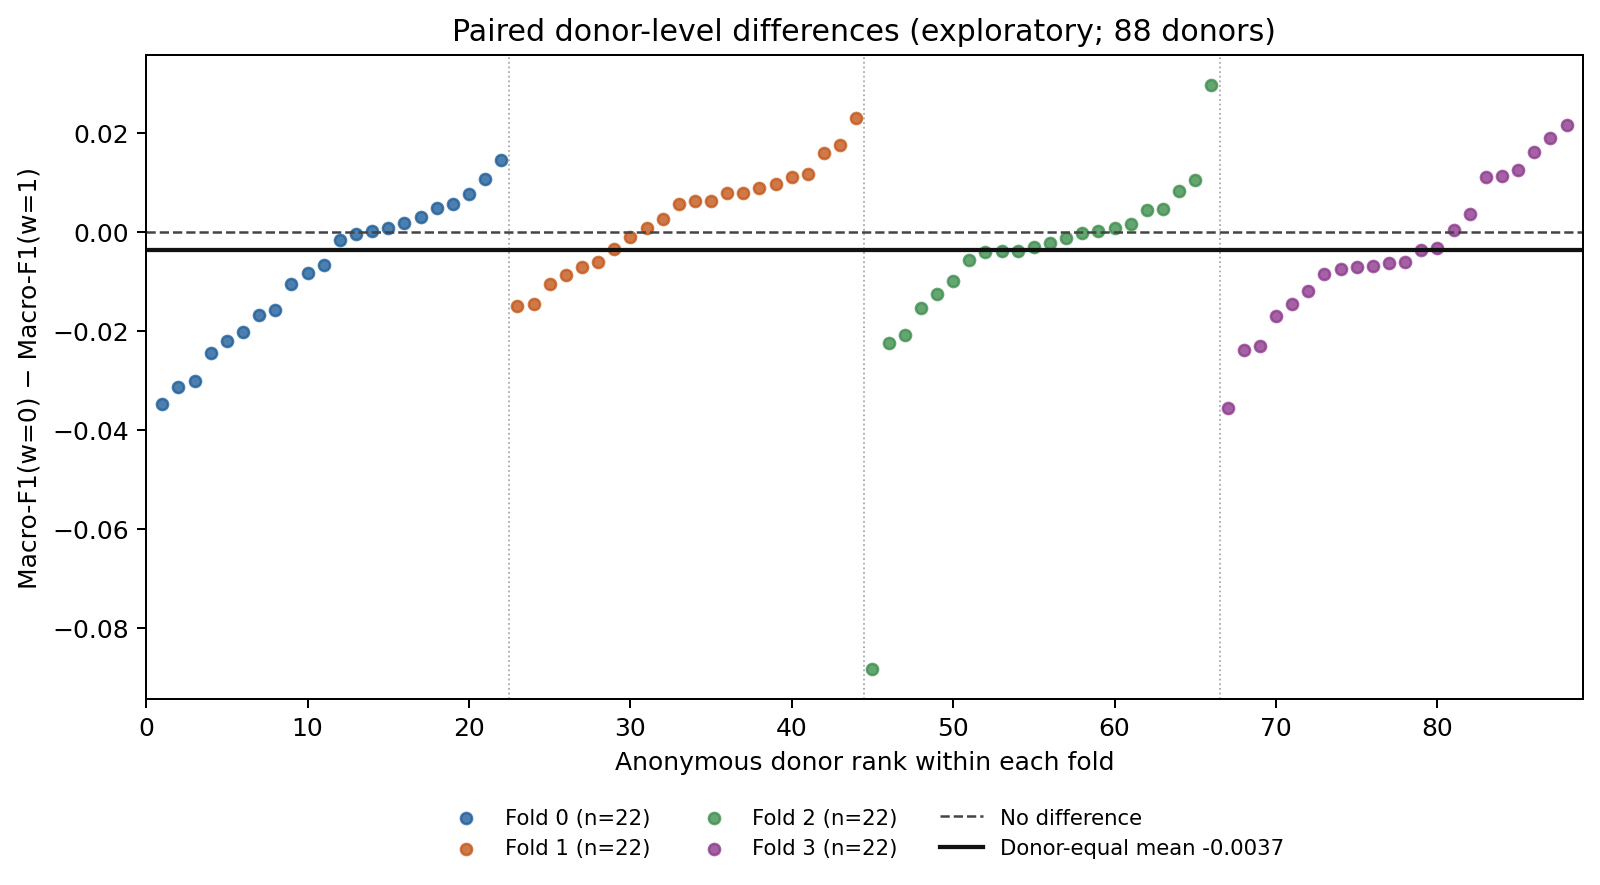 Paired donor-level differences (exploratory; 88 donors)
Macro-F1(w=0) − Macro-F1(w=1)
0.02
0.00
−0.02
−0.04
−0.06
−0.08
0 10 20 30 40 50 60 70 80
Anonymous donor rank within each fold
Fold 0 (n=22) Fold 2 (n=22) No difference
Fold 1 (n=22) Fold 3 (n=22) Donor-equal mean -0.0037